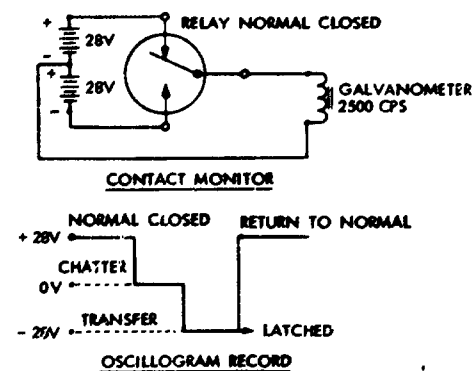 +
RELAY NORMAL CLOSED
28V
-
+
28V
-
GALVANOMETER
2500 CPS
CONTACT MONITOR
NORMAL CLOSED
RETURN TO NORMAL
+ 28V
CHATTER
0V
TRANSFER
- 28V
LATCHED
OSCILLOGRAM RECORD